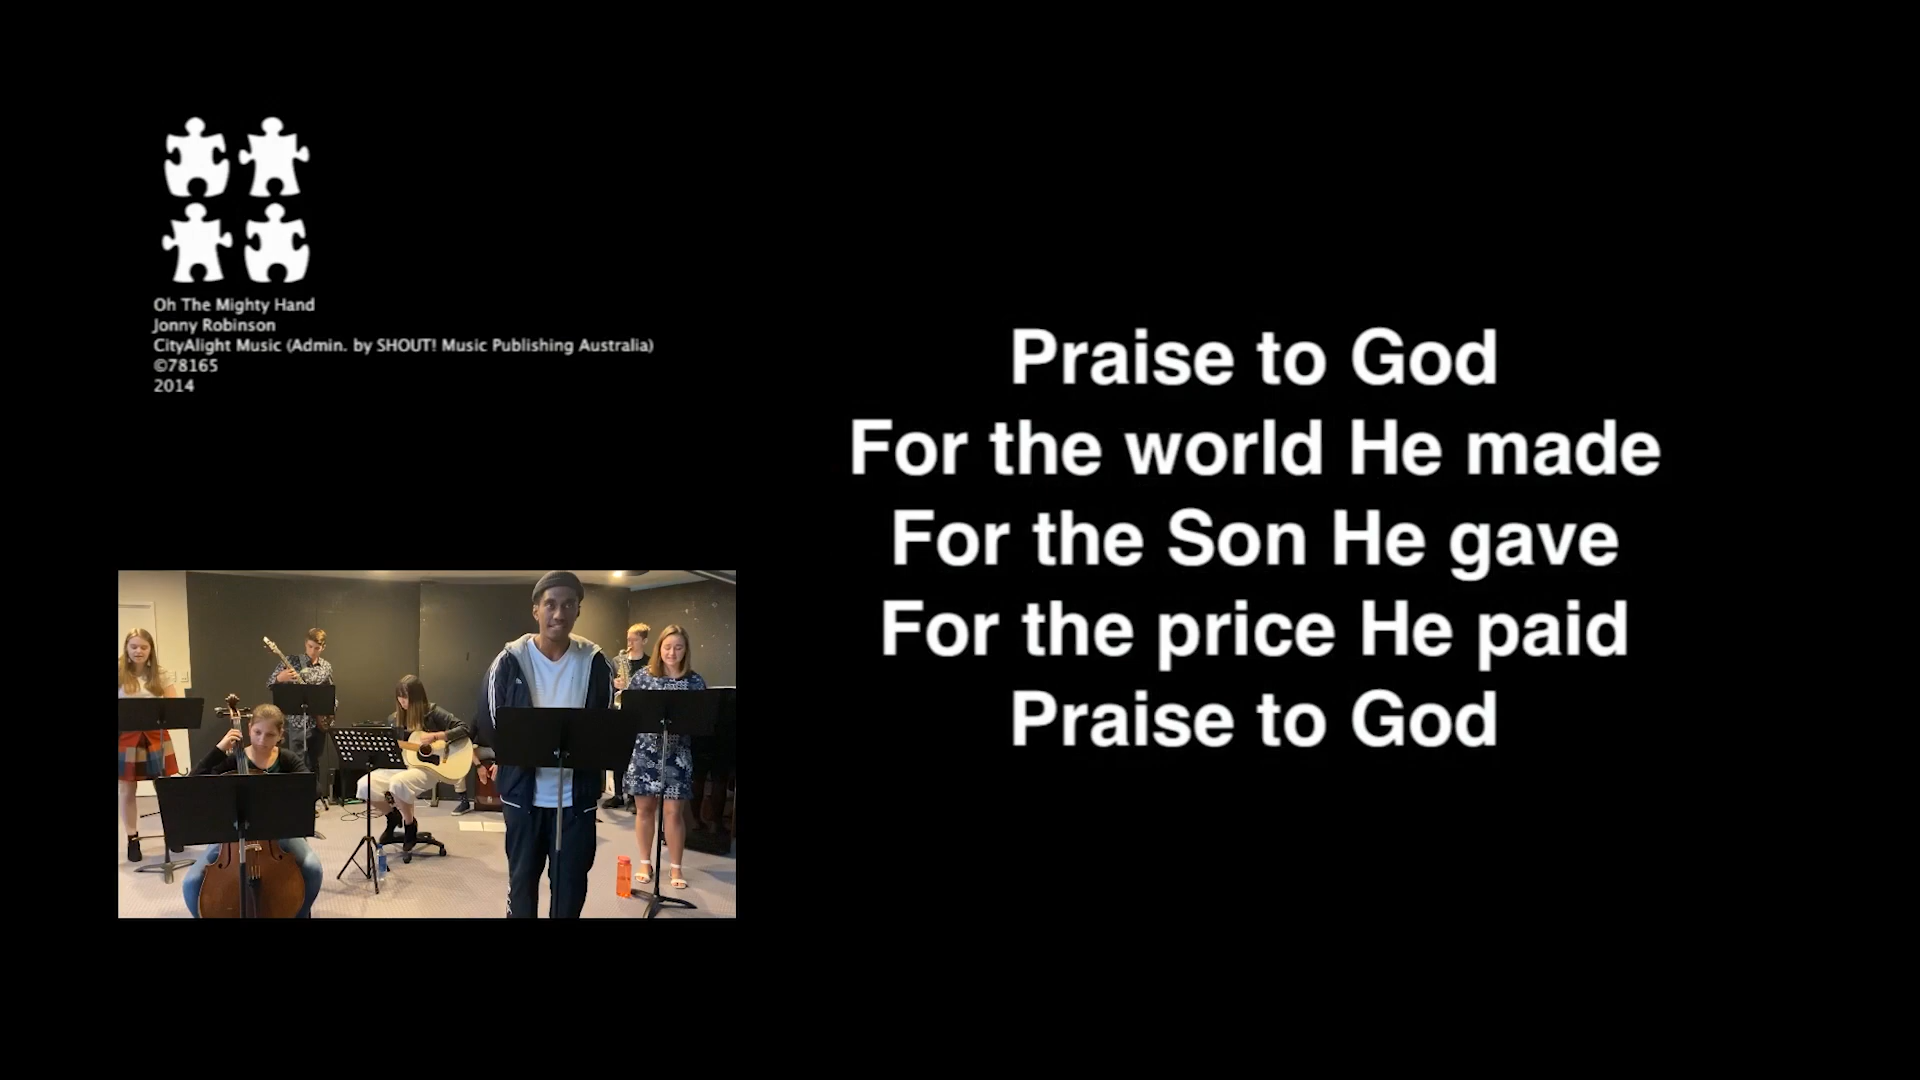 Oh The Mighty Hand
Jonny Robinson
CityAlight Music (Admin. by SHOUT! Music Publishing Australia)
©78165
2014
Praise to God
For the world He made
For the Son He gave
For the price He paid
Praise to God